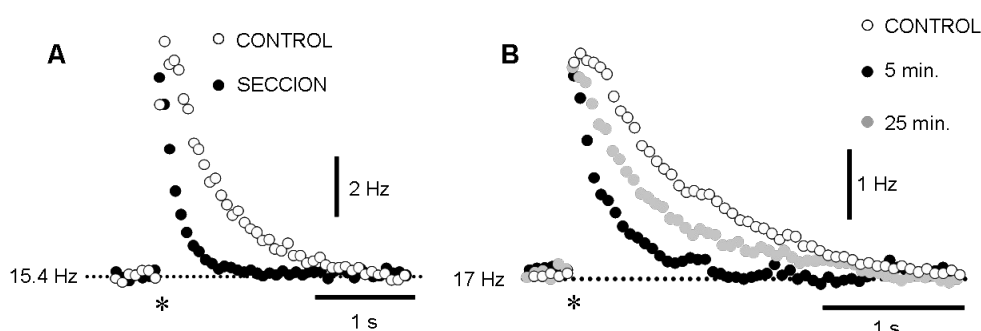 A
CONTROL
SECCION
2 Hz
15.4 Hz
*
1 s
B
CONTROL
5 min.
25 min.
1 Hz
17 Hz
*
1 s